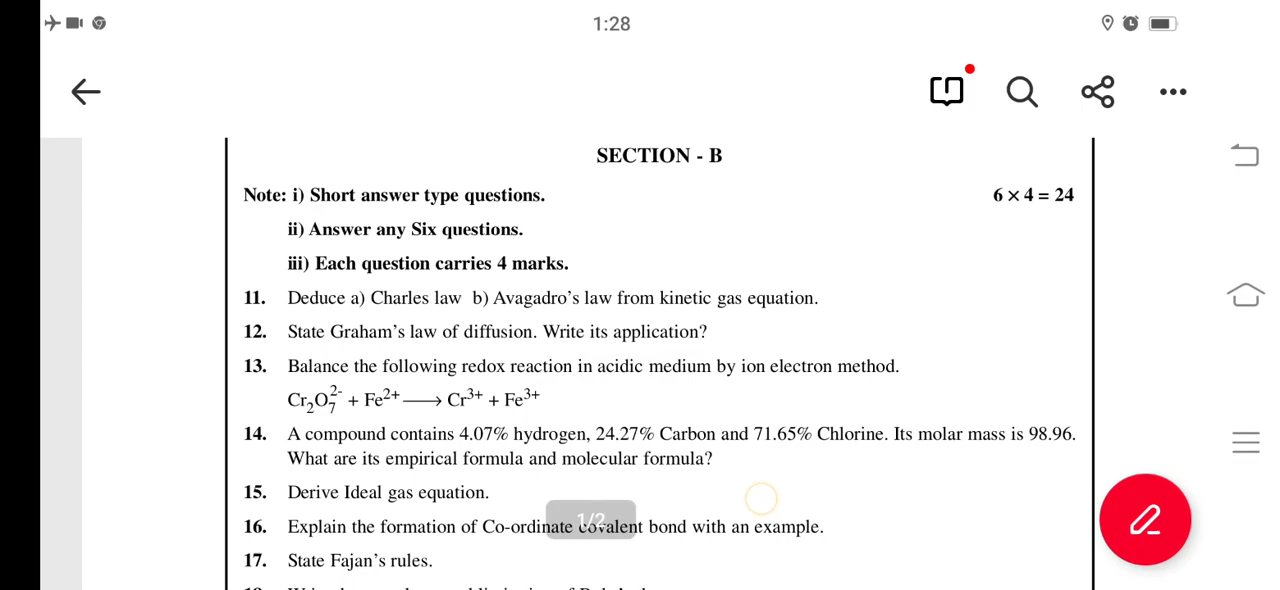 1:28
SECTION - B
Note: i) Short answer type questions. 6 × 4 = 24
ii) Answer any Six questions.
iii) Each question carries 4 marks.
11. Deduce a) Charles law b) Avagadro's law from kinetic gas equation.
12. State Graham's law of diffusion. Write its application?
13. Balance the following redox reaction in acidic medium by ion electron method.
Cr₂O₇²⁻ + Fe²⁺ ⟶ Cr³⁺ + Fe³⁺
14. A compound contains 4.07% hydrogen, 24.27% Carbon and 71.65% Chlorine. Its molar mass is 98.96.
What are its empirical formula and molecular formula?
15. Derive Ideal gas equation.
1/2
16. Explain the formation of Co-ordinate covalent bond with an example.
17. State Fajan's rules.